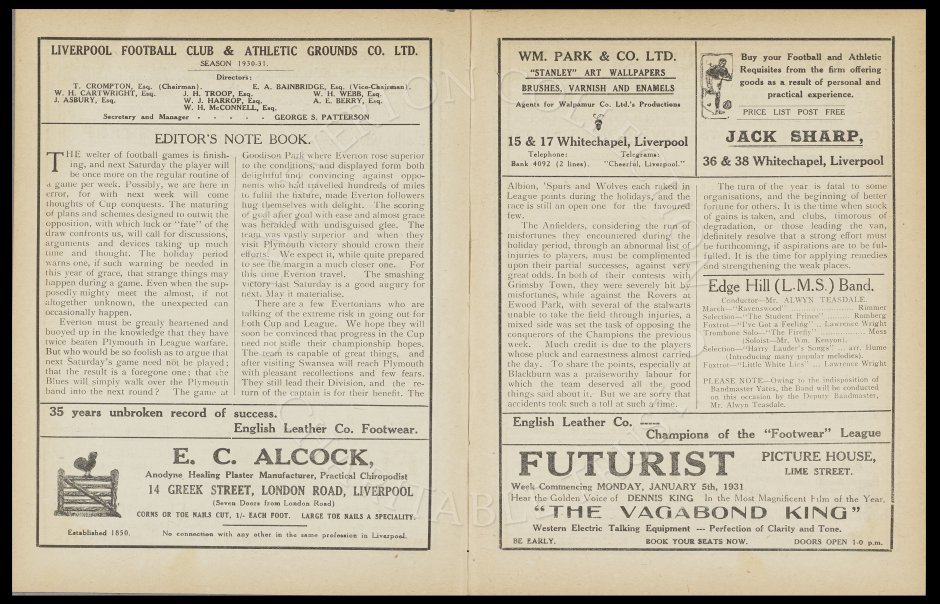 LIVERPOOL FOOTBALL CLUB & ATHLETIC GROUNDS CO. LTD.
SEASON 1930-31.
Directors:
T. CROMPTON, Esq. (Chairman). E. A. BAINBRIDGE, Esq. (Vice-Chairman).
W. H. CARTWRIGHT, Esq. J. H. TROOP, Esq. W. H. WEBB, Esq.
J. ASBURY, Esq. W. J. HARROP, Esq. A. E. BERRY, Esq.
W. H. McCONNELL, Esq.
Secretary and Manager - - - - - GEORGE S. PATTERSON
EDITOR'S NOTE BOOK.
THE welter of football games is finish-
ing, and next Saturday the player will
be once more on the regular routine of
a game per week. Possibly, we are here in
error, for with next week will come
thoughts of Cup conquests. The maturing
of plans and schemes designed to outwit the
opposition, with which luck or "fate" of the
draw confronts us, will call for discussions,
arguments and devices taking up much
time and thought. The holiday period
warns one, if such warning be needed in
this year of grace, that strange things may
happen during a game. Even when the sup-
posedly mighty meet the almost, if not
altogether unknown, the unexpected can
occasionally happen.
Everton must be greatly heartened and
buoyed up in the knowledge that they have
twice beaten Plymouth in League warfare.
But who would be so foolish as to argue that
next Saturday's game need not be played;
that the result is a foregone one; that the
Blues will simply walk over the Plymouth
band into the next round? The game at
Goodison Park where Everton rose superior
to the conditions, and displayed form both
delightful and convincing against oppo-
nents who had travelled hundreds of miles
to fulfil the fixture, made Everton followers
hug themselves with delight. The scoring
of goal after goal with ease and almost grace
was heralded with undisguised glee. The
team was vastly superior and when they
visit Plymouth victory should crown their
efforts. We expect it, while quite prepared
to see the margin a much closer one. For
this time Everton travel. The smashing
victory last Saturday is a good augury for
next. May it materialise.
There are a few Evertonians who are
talking of the extreme risk in going out for
both Cup and League. We hope they will
soon be convinced that progress in the Cup
need not stifle their championship hopes.
The team is capable of great things, and
after visiting Swansea will reach Plymouth
with pleasant recollections and few fears.
They still lead their Division, and the re-
turn of the captain is for their benefit. The
35 years unbroken record of success.
English Leather Co. Footwear.
E. C. ALCOCK,
Anodyne Healing Plaster Manufacturer, Practical Chiropodist
14 GREEK STREET, LONDON ROAD, LIVERPOOL
(Seven Doors from London Road)
CORNS OR TOE NAILS CUT, 1/- EACH FOOT. LARGE TOE NAILS A SPECIALITY.
Established 1850. No connection with any other in the same profession in Liverpool.
WM. PARK & CO. LTD.
"STANLEY" ART WALLPAPERS
BRUSHES, VARNISH AND ENAMELS
Agents for Walpamur Co. Ltd.'s Productions
15 & 17 Whitechapel, Liverpool
Telephone: Telegrams:
Bank 4092 (2 lines). "Cheerful, Liverpool."
Buy your Football and Athletic
Requisites from the firm offering
goods as a result of personal and
practical experience.
PRICE LIST POST FREE
JACK SHARP,
36 & 38 Whitechapel, Liverpool
Albion, 'Spurs and Wolves each raked in
League points during the holidays, and the
race is still an open one for the favoured
few.
The Anfielders, considering the run of
misfortunes they encountered during the
holiday period, through an abnormal list of
injuries to players, must be complimented
upon their partial successes, against very
great odds. In both of their contests with
Grimsby Town, they were severely hit by
misfortunes, while against the Rovers at
Ewood Park, with several of the stalwarts
unable to take the field through injuries, a
mixed side was set the task of opposing the
conquerors of the Champions the previous
week. Much credit is due to the players
whose pluck and earnestness almost carried
the day. To share the points, especially at
Blackburn was a praiseworthy labour for
which the team deserved all the good
things said about it. But we are sorry that
accidents took such a toll at such a time.
The turn of the year is fatal to some
organisations, and the beginning of better
fortune for others. It is the time when stock
of gains is taken, and clubs, timorous of
degradation, or those leading the van,
definitely resolve that a strong effort must
be forthcoming, if aspirations are to be ful-
filled. It is the time for applying remedies
and strengthening the weak places.
Edge Hill (L.M.S.) Band.
Conductor—Mr. ALWYN TEASDALE.
March—"Ravenswood" ........ Rimmer
Selection—"The Student Prince" ........ Romberg
Foxtrot—"I've Got a Feeling" .. Lawrence Wright
Trombone Solo—"The Firefly" ........ Moss
(Soloist—Mr. Wm. Kenyon).
Selection—"Harry Lauder's Songs" .. arr. Hume
(Introducing many popular melodies).
Foxtrot—"Little White Lies" ... Lawrence Wright
PLEASE NOTE—Owing to the indisposition of
Bandmaster Yates, the Band will be conducted
on this occasion by the Deputy Bandmaster,
Mr. Alwyn Teasdale.
English Leather Co. -----
Champions of the "Footwear" League
FUTURIST PICTURE HOUSE,
LIME STREET.
Week Commencing MONDAY, JANUARY 5th, 1931
Hear the Golden Voice of DENNIS KING In the Most Magnificent Film of the Year,
"THE VAGABOND KING"
Western Electric Talking Equipment --- Perfection of Clarity and Tone.
BE EARLY. BOOK YOUR SEATS NOW. DOORS OPEN 1-0 p.m.